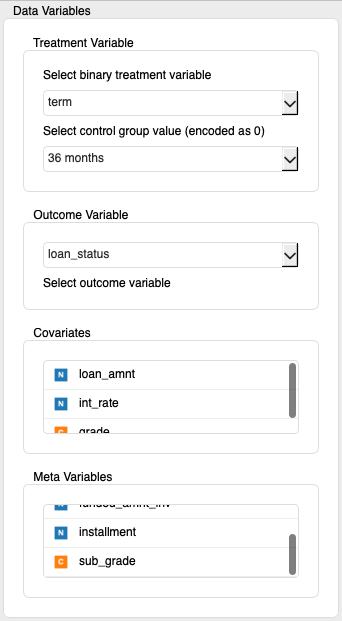 Data Variables
Treatment Variable
Select binary treatment variable
term
Select control group value (encoded as 0)
36 months
Outcome Variable
loan_status
Select outcome variable
Covariates
N loan_amnt
N int_rate
C grade
Meta Variables
N funded_amnt_inv
N installment
C sub_grade